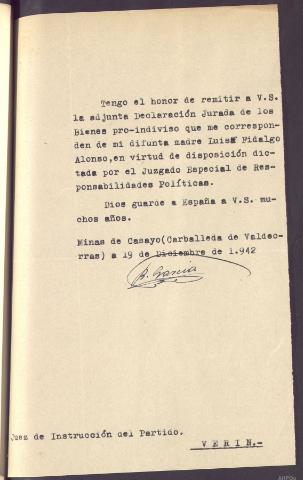 Tengo el honor de remitir a V.S.
la adjunta Declaración Jurada de los
Bienes pro-indiviso que me correspon-
den de mi difunta madre Luisa Fidalgo
Alonso,en virtud de disposición dic-
tada por el Juzgado Especial de Res-
ponsabilidades Políticas.
Dios guarde a España a V.S. mu-
chos años.
Minas de Casayo(Carballeda de Valdeo-
rras) a 19 de Diciembre de 1.942
B. Garcia
Juez de Instrucción del Partido.
VERIN.-